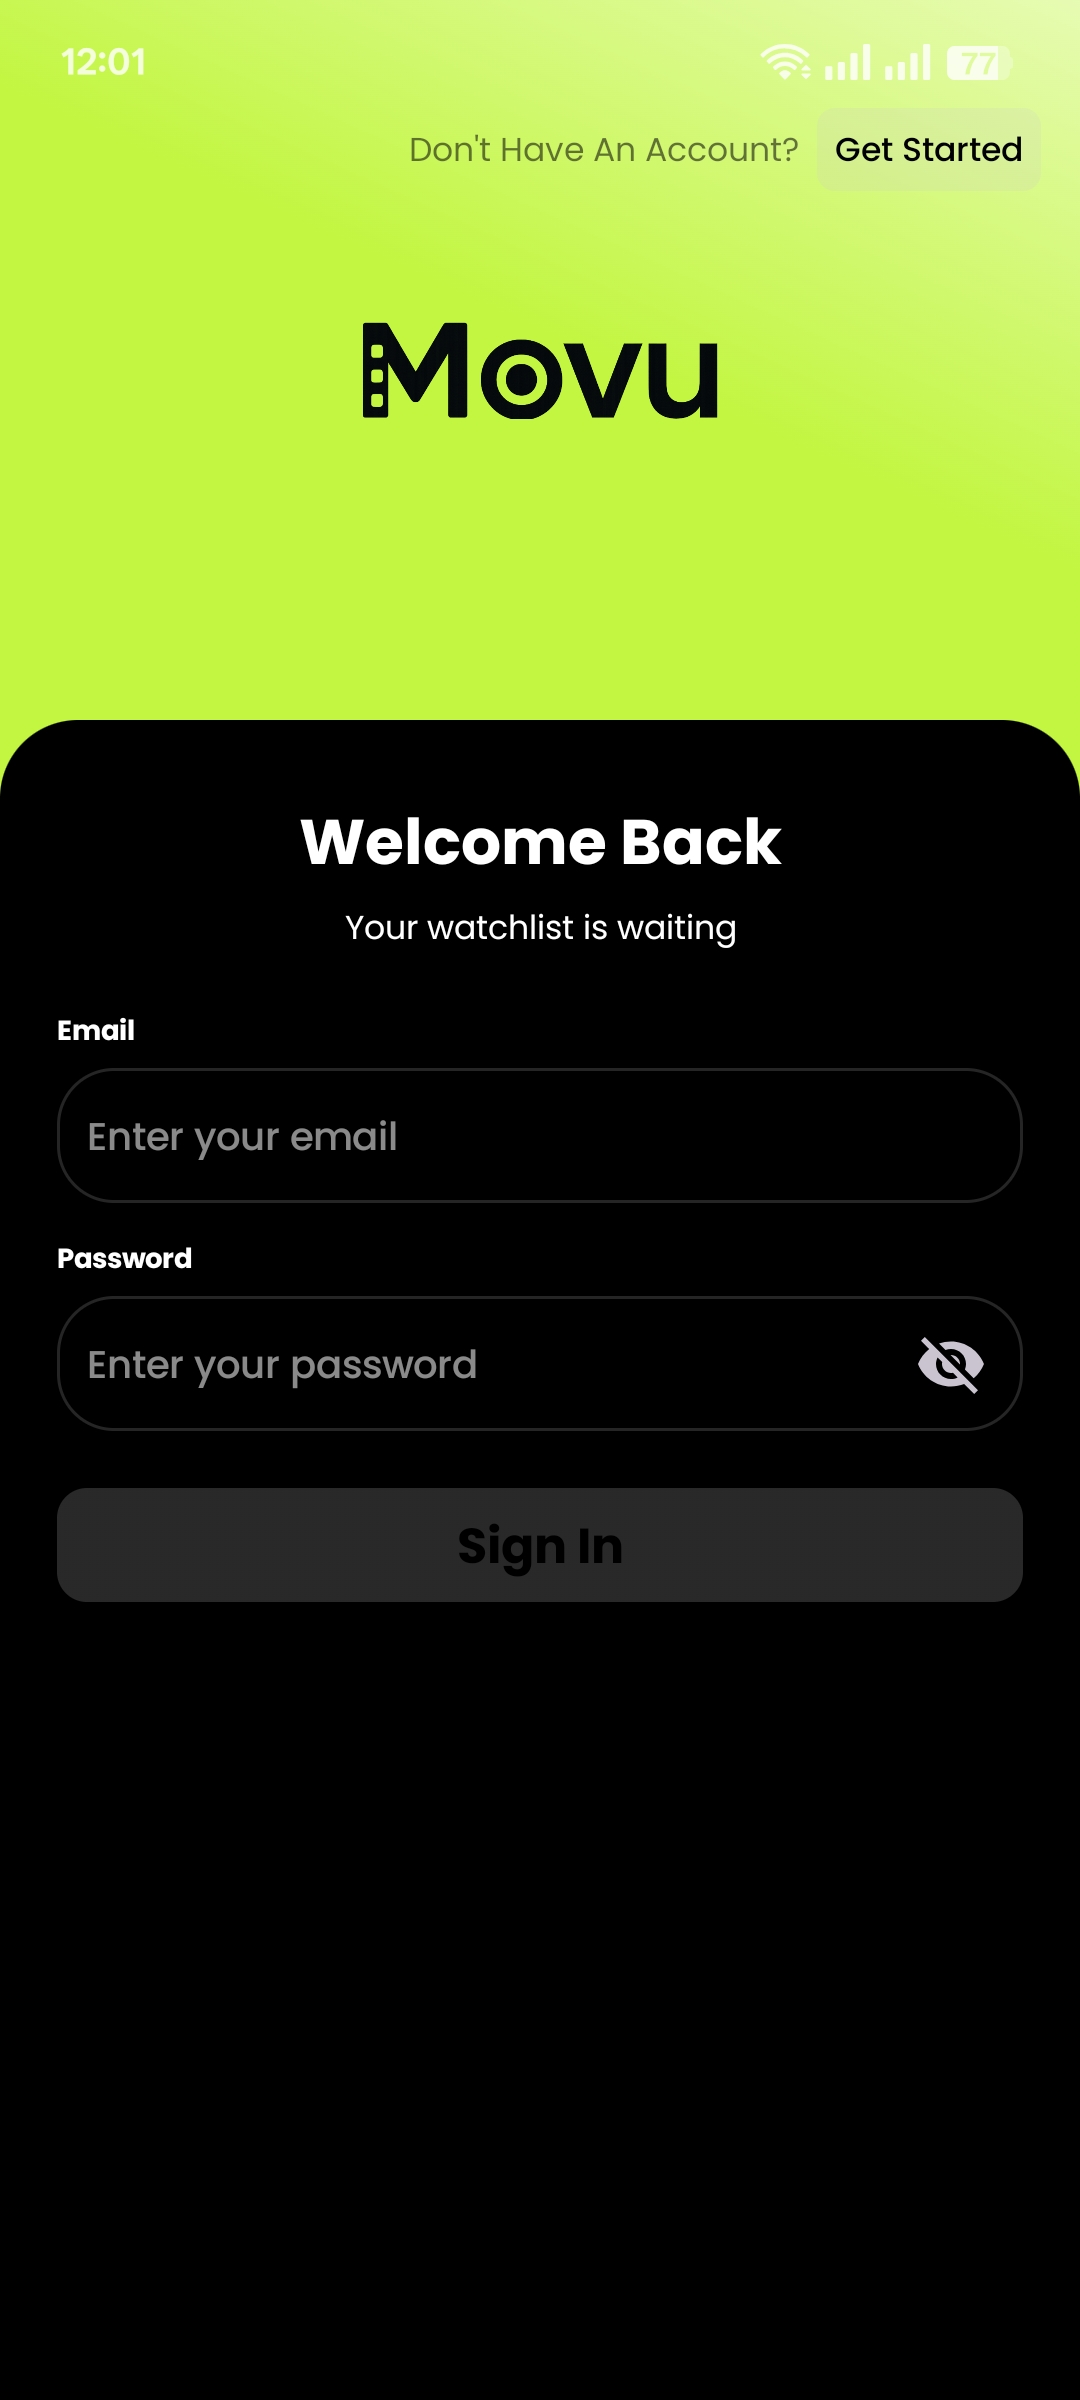 12:01
77
Don't Have An Account? Get Started
Movu
Welcome Back
Your watchlist is waiting
Email
Enter your email
Password
Enter your password
Sign In